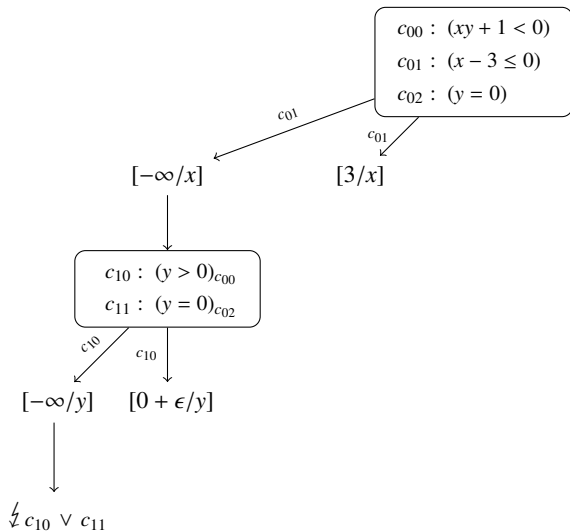 c₀₀ : (xy + 1 < 0)
c₀₁ : (x − 3 ≤ 0)
c₀₂ : (y = 0)
c₀₁
c₀₁
[−∞/x]
[3/x]
c₁₀ : (y > 0)c₀₀
c₁₁ : (y = 0)c₀₂
c₁₀
c₁₀
[−∞/y]
[0 + ϵ/y]
↯ c₁₀ ∨ c₁₁